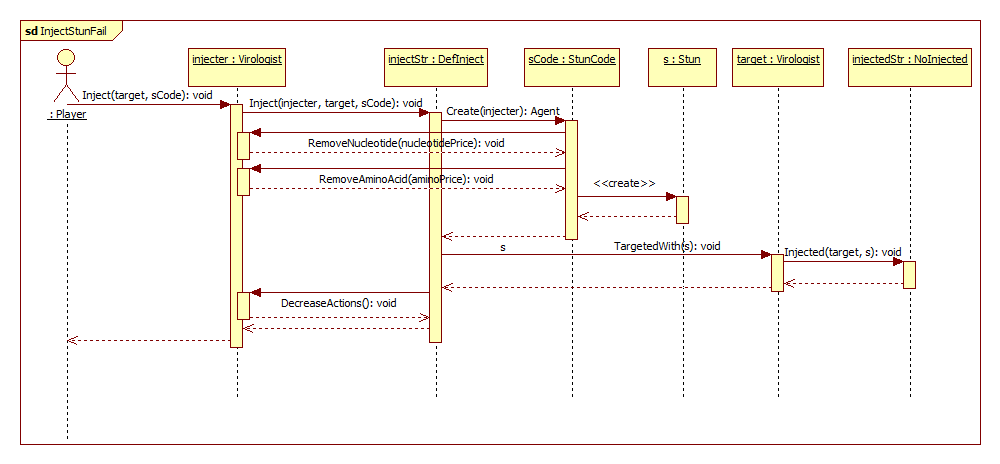 sd InjectStunFail
injecter : Virologist
injectStr : DefInject
sCode : StunCode
s : Stun
target : Virologist
injectedStr : NoInjected
: Player
Inject(target, sCode): void
Inject(injecter, target, sCode): void
Create(injecter): Agent
RemoveNucleotide(nucleotidePrice): void
RemoveAminoAcid(aminoPrice): void
<<create>>
s
TargetedWith(s): void
Injected(target, s): void
DecreaseActions(): void